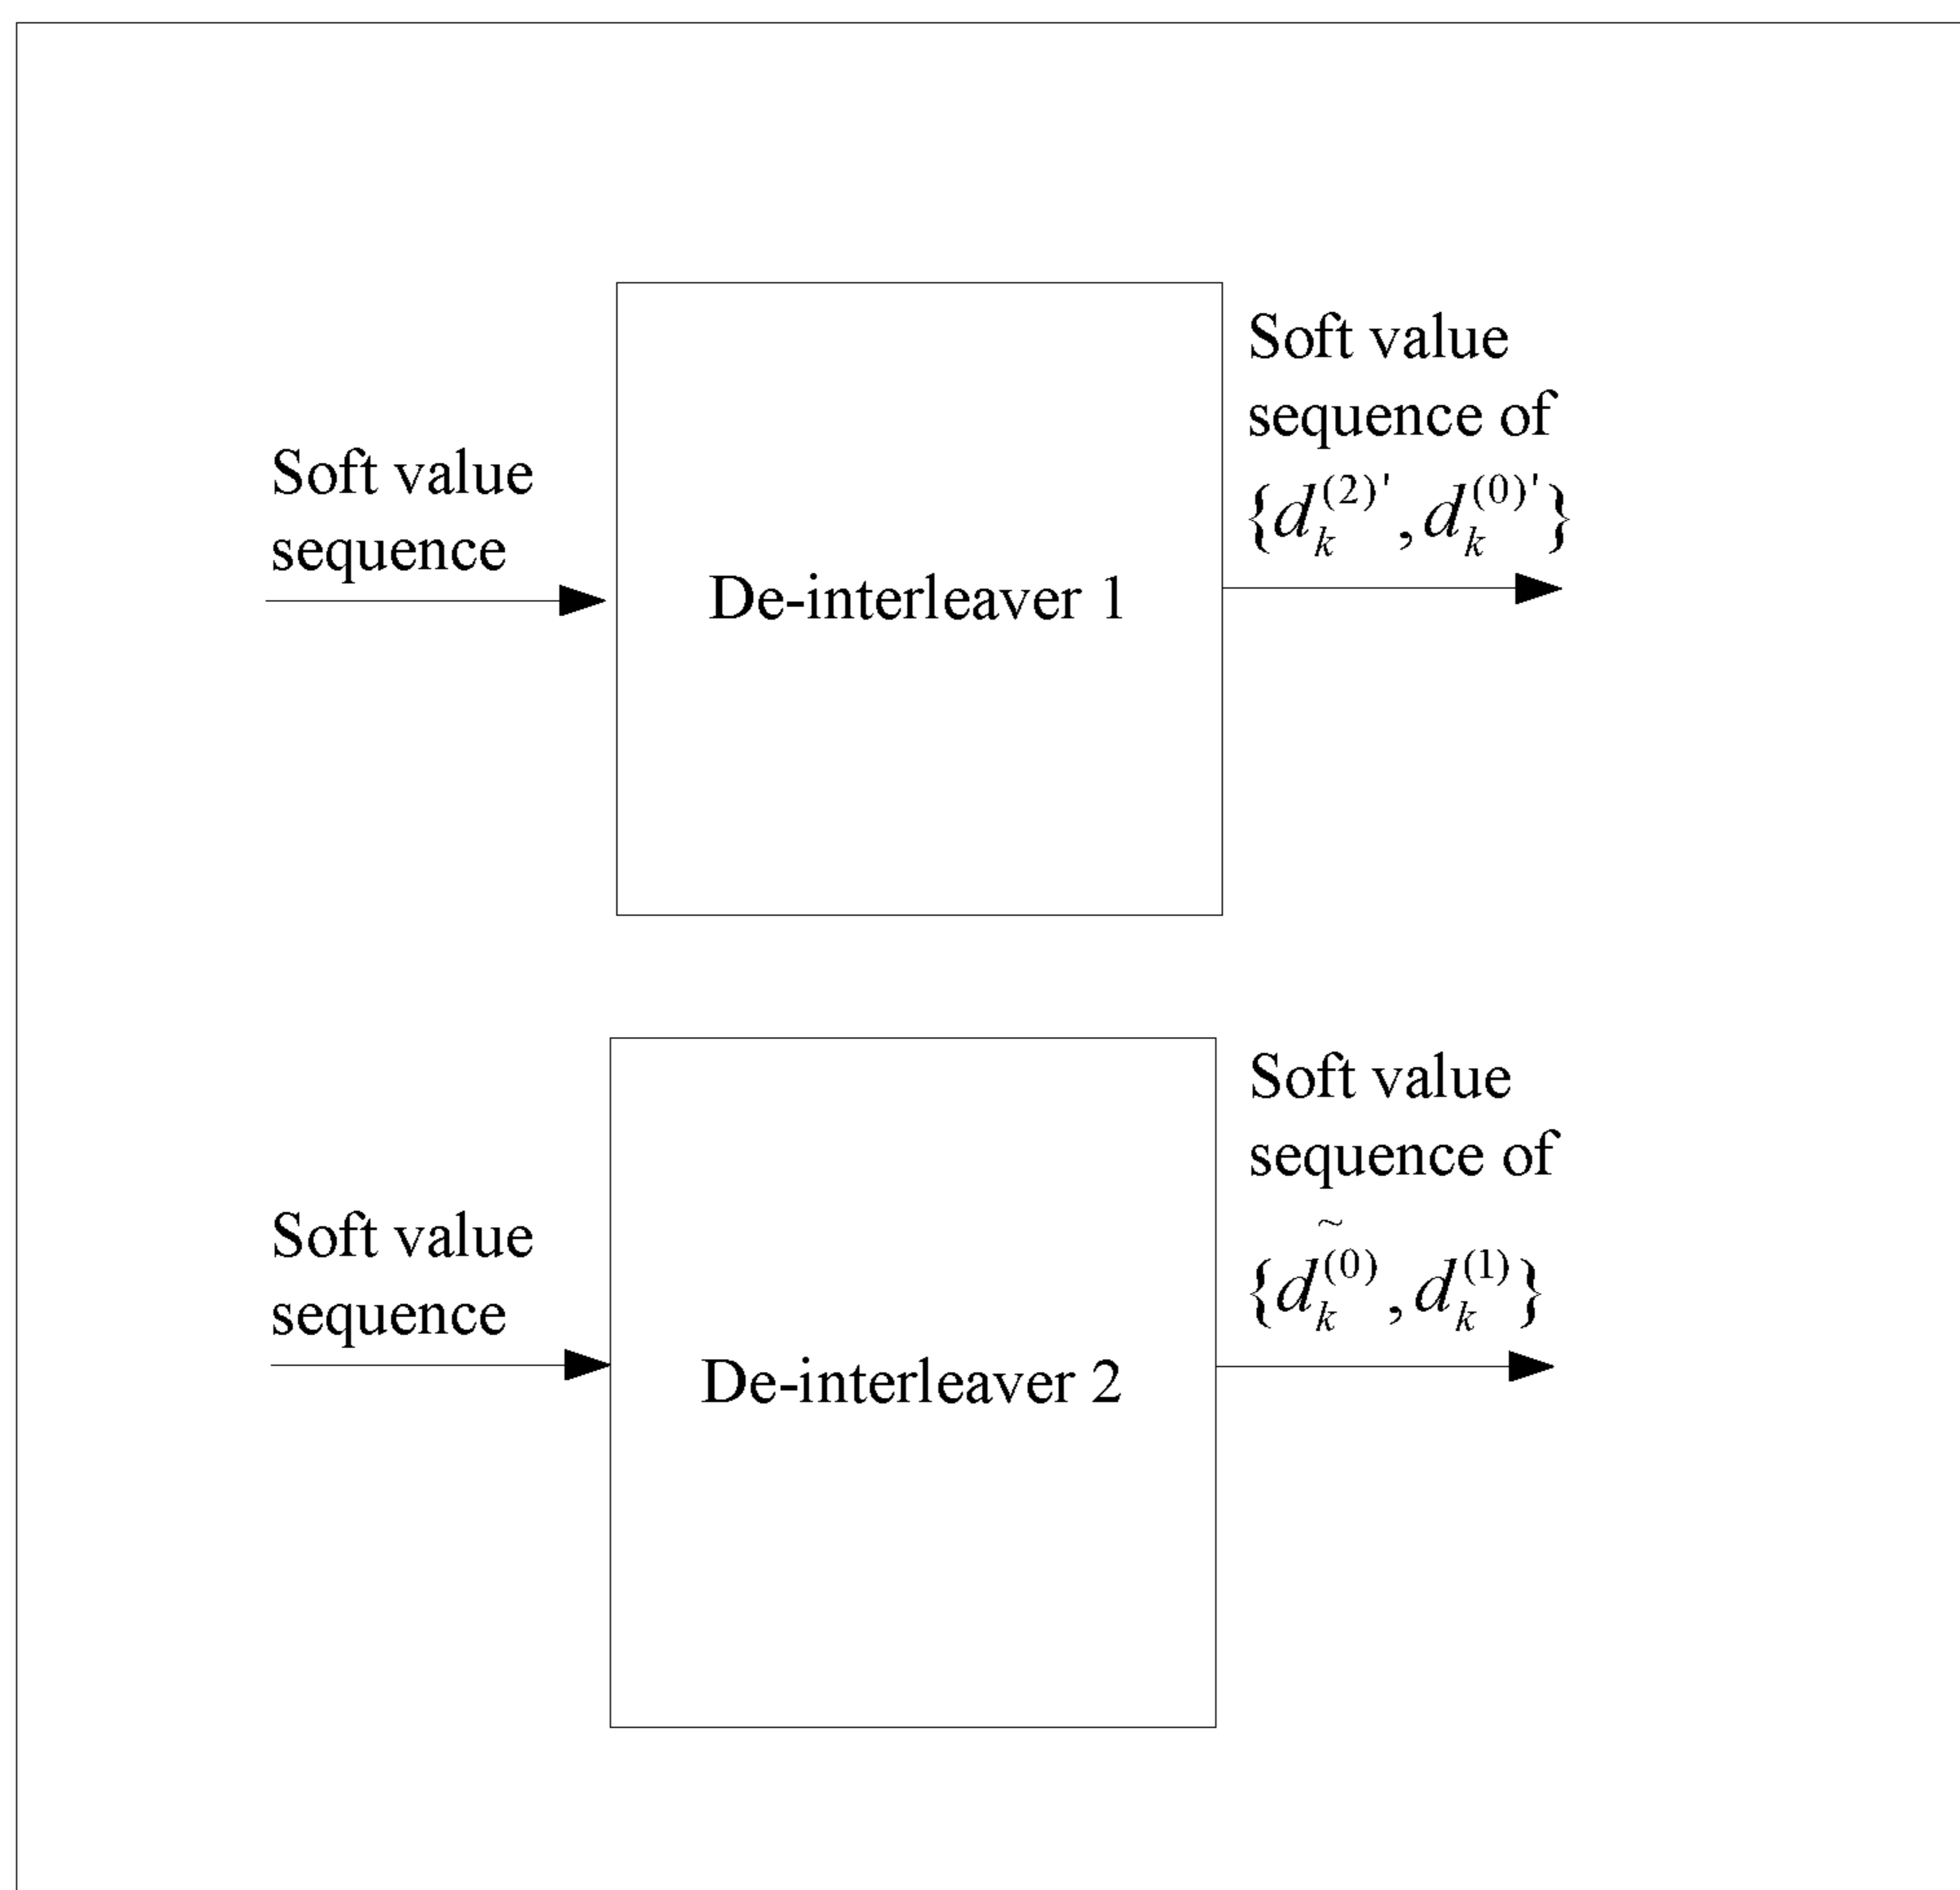 Soft value
sequence
De-interleaver 1
Soft value
sequence of
{d_k^{(2)'}, d_k^{(0)'}}
Soft value
sequence
De-interleaver 2
Soft value
sequence of
{\tilde{d}_k^{(0)}, d_k^{(1)}}